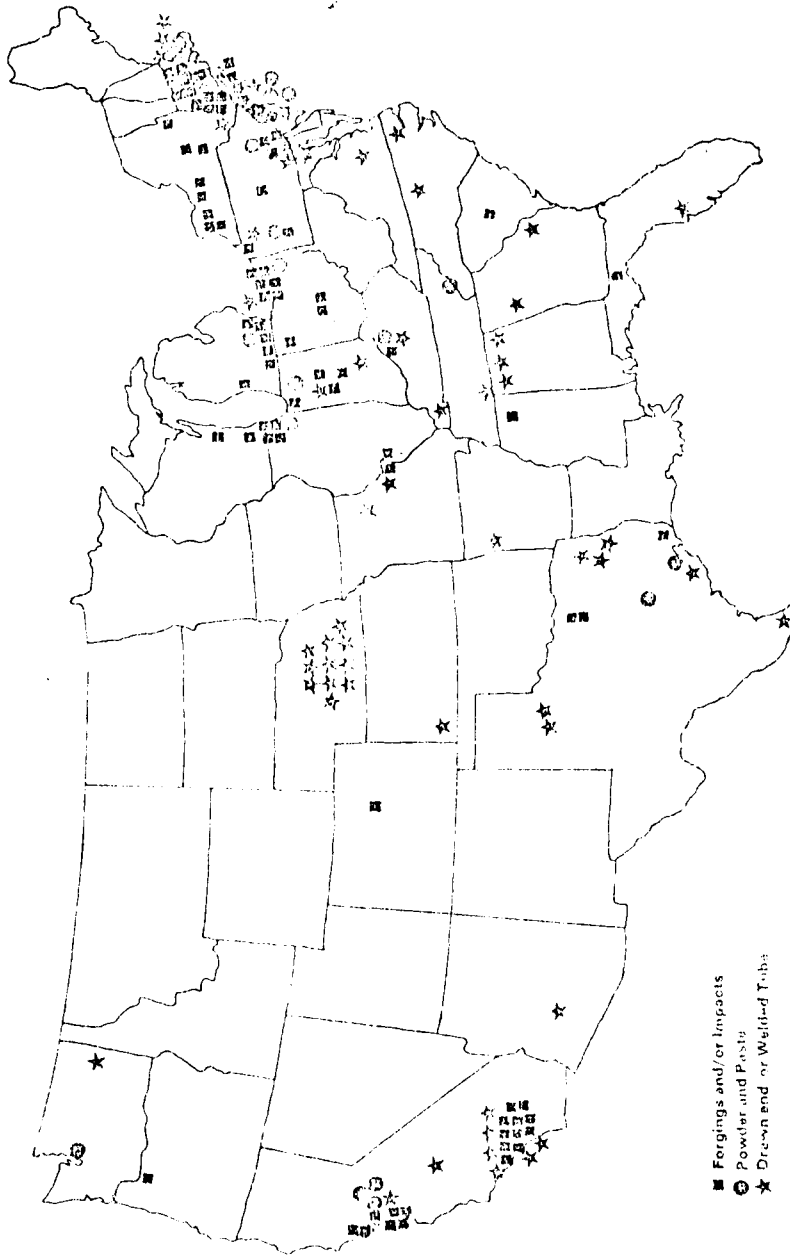 Forgings and/or Impacts
Powder and Paste
Drawn and or Welded Tube